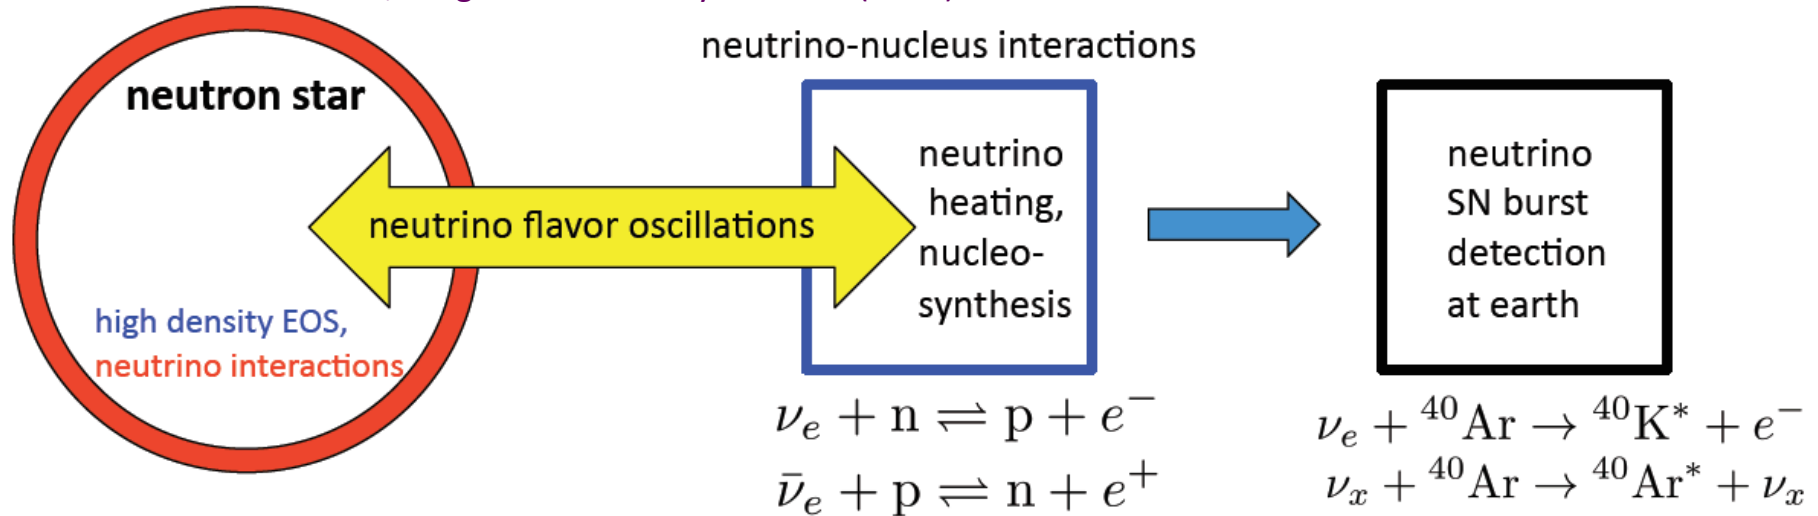 neutrino-nucleus interactions
neutron star
neutrino flavor oscillations
high density EOS,
neutrino interactions
neutrino
heating,
nucleo-
synthesis
νₑ + n ⇌ p + e⁻
ν̄ₑ + p ⇌ n + e⁺
neutrino
SN burst
detection
at earth
νₑ + ⁴⁰Ar → ⁴⁰K* + e⁻
νₓ + ⁴⁰Ar → ⁴⁰Ar* + νₓ